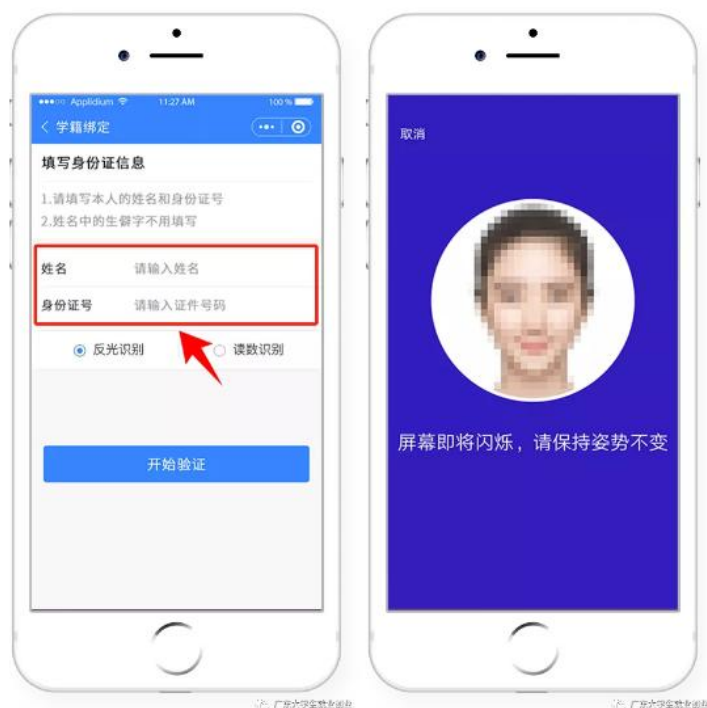 Applidium
11:27 AM
100 %
学籍绑定
填写身份证信息
1.请填写本人的姓名和身份证号
2.姓名中的生僻字不用填写
姓名 请输入姓名
身份证号 请输入证件号码
反光识别 读数识别
开始验证
取消
屏幕即将闪烁，请保持姿势不变